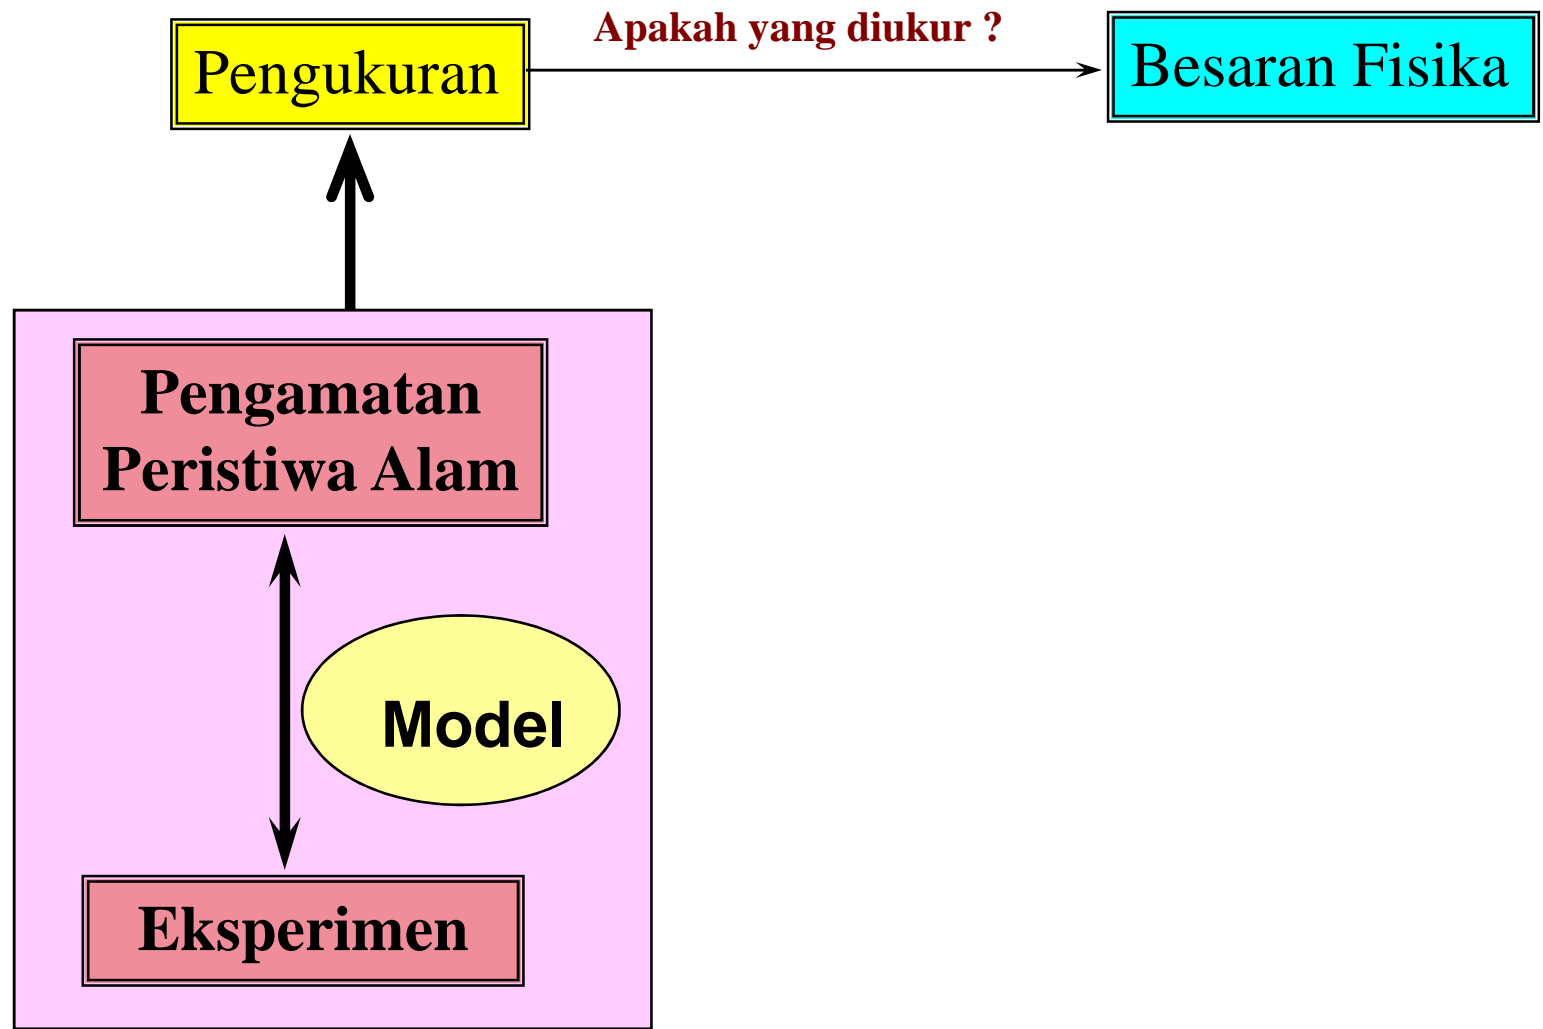 Apakah yang diukur ?
Pengukuran
Besaran Fisika
Pengamatan
Peristiwa Alam
Model
Eksperimen